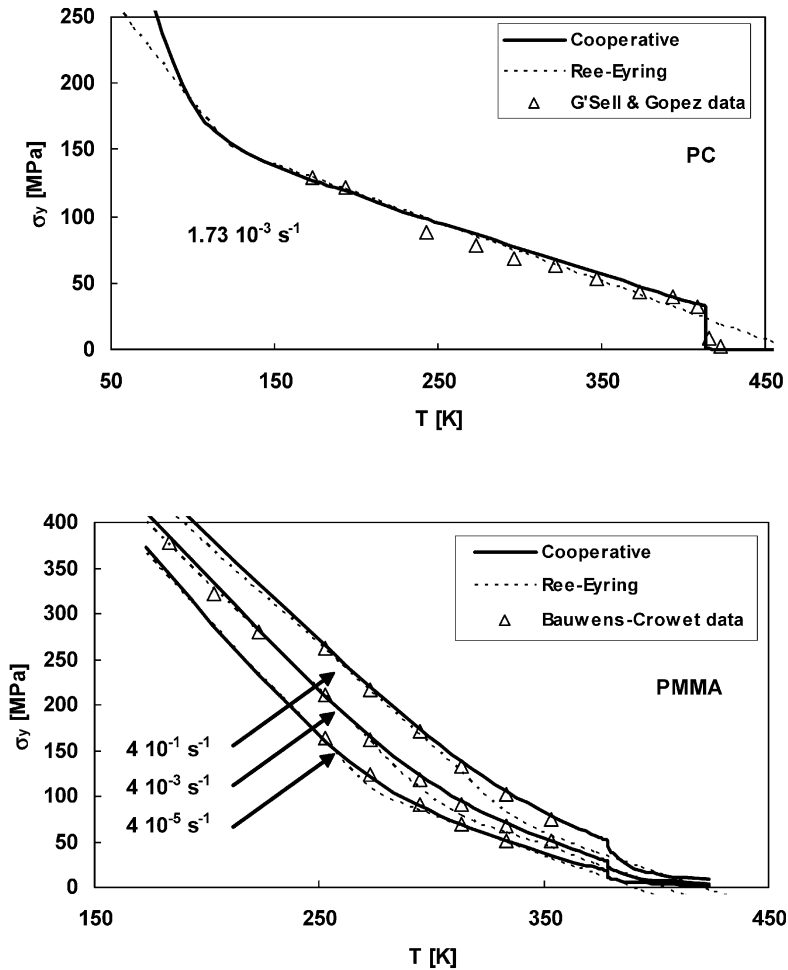 250
200
150
100
50
0
σy [MPa]
Cooperative
Ree-Eyring
G'Sell & Gopez data
PC
1.73 10-3 s-1
50 150 250 350 450
T [K]
400
350
300
250
200
150
100
50
0
σy [MPa]
Cooperative
Ree-Eyring
Bauwens-Crowet data
PMMA
4 10-1 s-1
4 10-3 s-1
4 10-5 s-1
150 250 350 450
T [K]